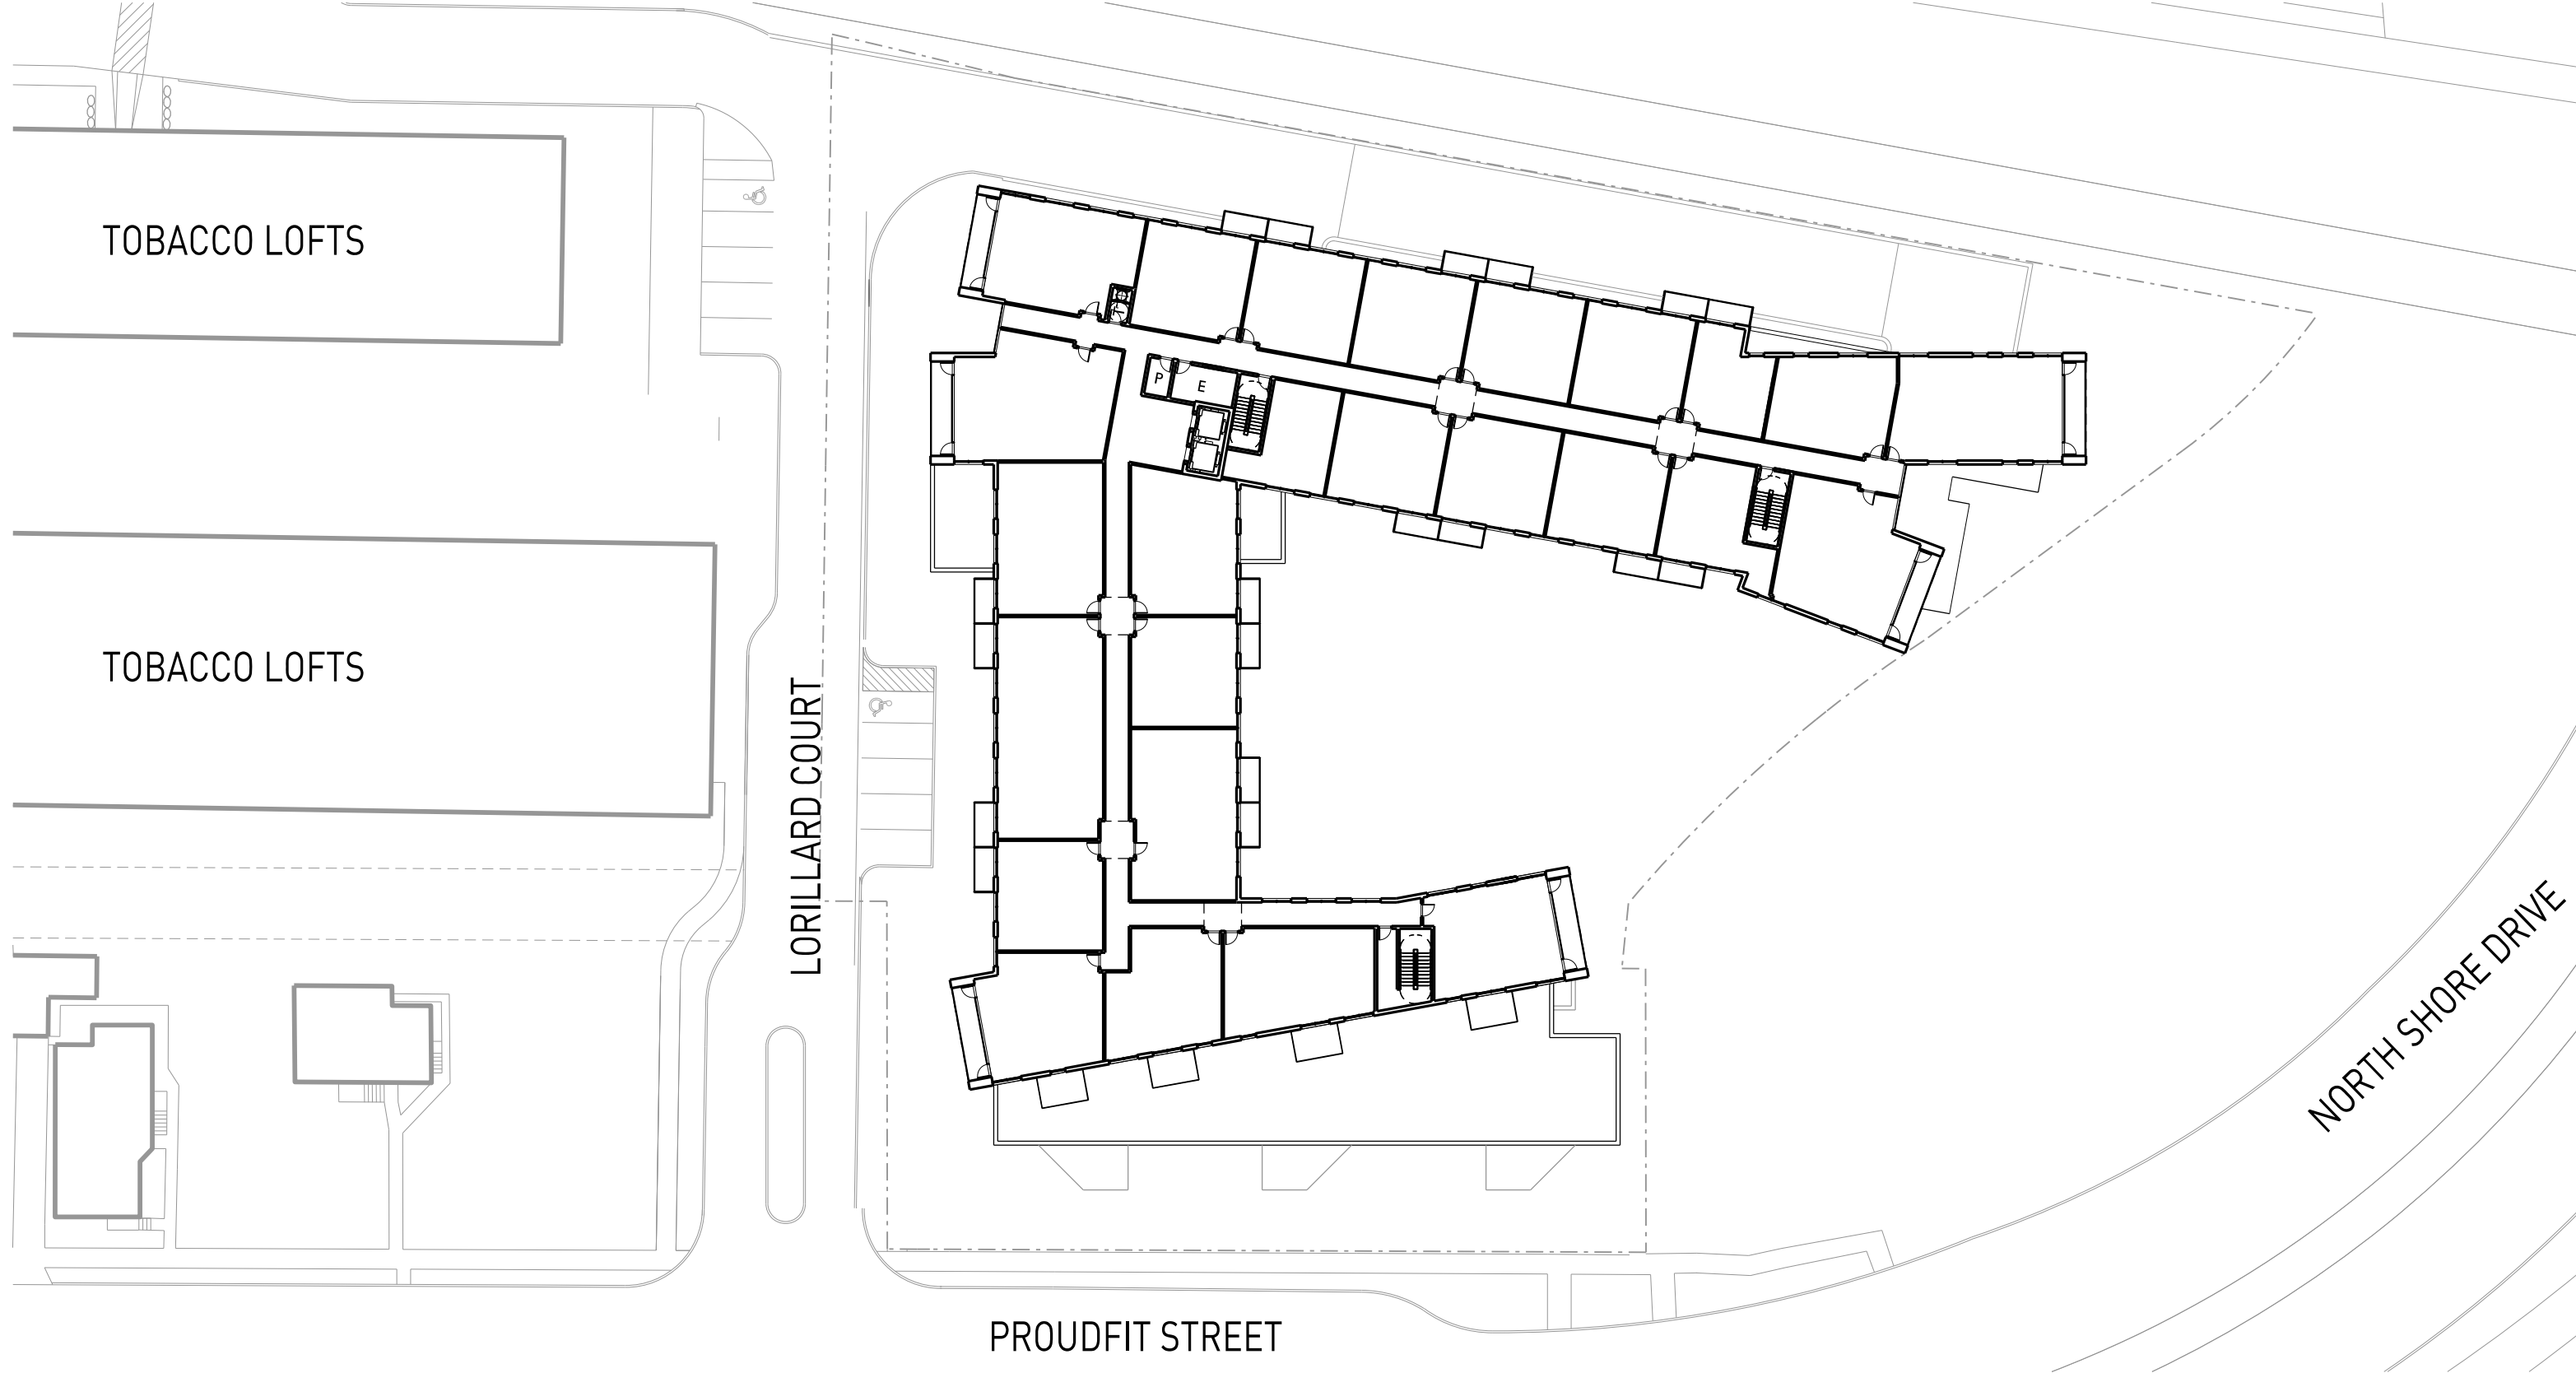 TOBACCO LOFTS
P
E
TOBACCO LOFTS
LORILLARD COURT
NORTH SHORE DRIVE
PROUDFIT STREET